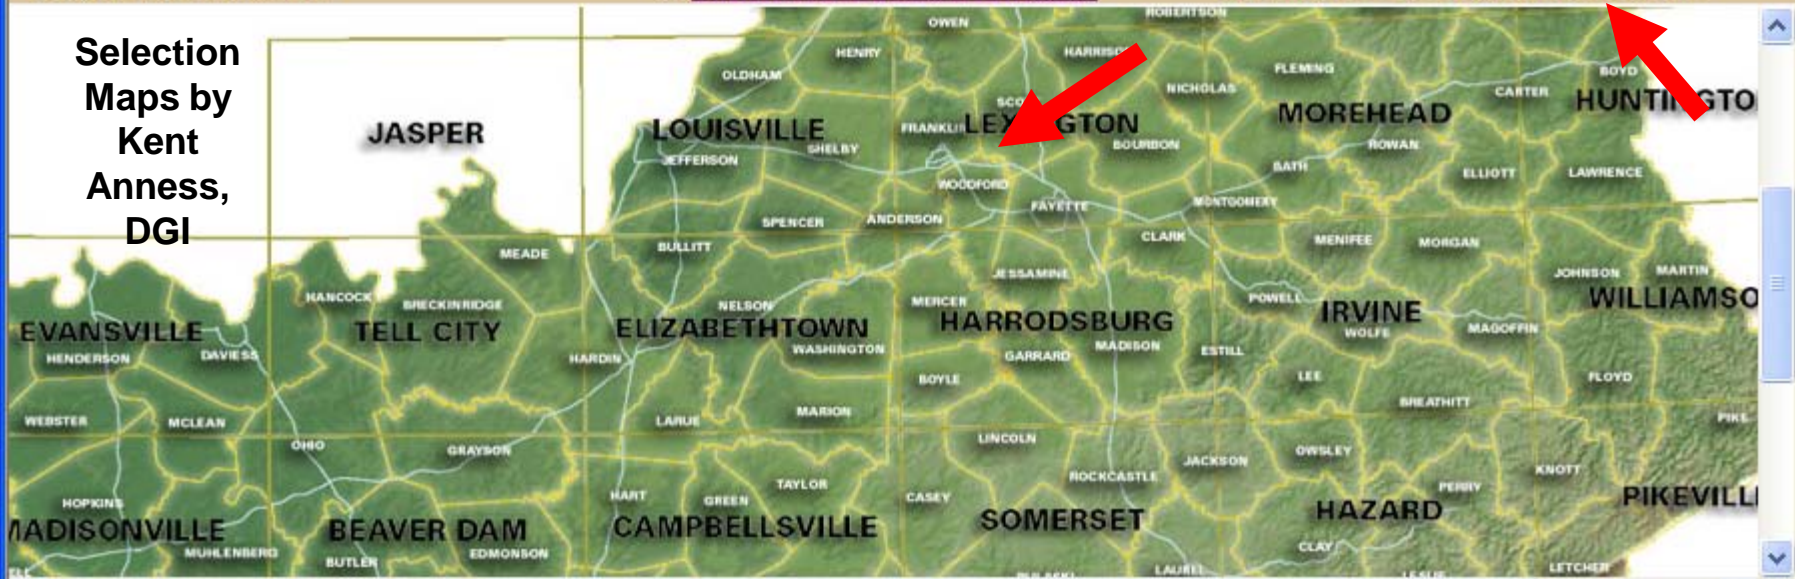 Selection
Maps by
Kent
Anness,
DGI
ROBERTSON
OWEN
HENRY
OLDHAM
FLEMING
BOYD
NICHOLAS
CARTER
HUNTINGTO
JASPER
LOUISVILLE
MOREHEAD
SHELBY
JEFFERSON
BOURBON
ROWAN
BATH
ELLIOTT
LAWRENCE
WOODFORD
FAYETTE
MONTGOMERY
SPENCER
ANDERSON
BULLITT
MEADE
CLARK
MENIFEE
MORGAN
JESSAMINE
JOHNSON
MARTIN
HANCOCK
BRECKINRIDGE
NELSON
MERCER
POWELL
WILLIAMSO
EVANSVILLE
TELL CITY
ELIZABETHTOWN
HARRODSBURG
IRVINE
WOLFE
MAGOFFIN
HENDERSON
DAVIESS
HARDIN
WASHINGTON
GARRARD
MADISON
ESTILL
BOYLE
LEE
FLOYD
WEBSTER
MCLEAN
LARUE
MARION
BREATHITT
PIKE
OHIO
GRAYSON
LINCOLN
OWSLEY
JACKSON
KNOTT
ROCKCASTLE
HOPKINS
HART
GREEN
TAYLOR
CASEY
PERRY
PIKEVILL
MADISONVILLE
BEAVER DAM
CAMPBELLSVILLE
SOMERSET
HAZARD
MUHLENBERG
BUTLER
EDMONSON
CLAY
LAUREL
LETCHER